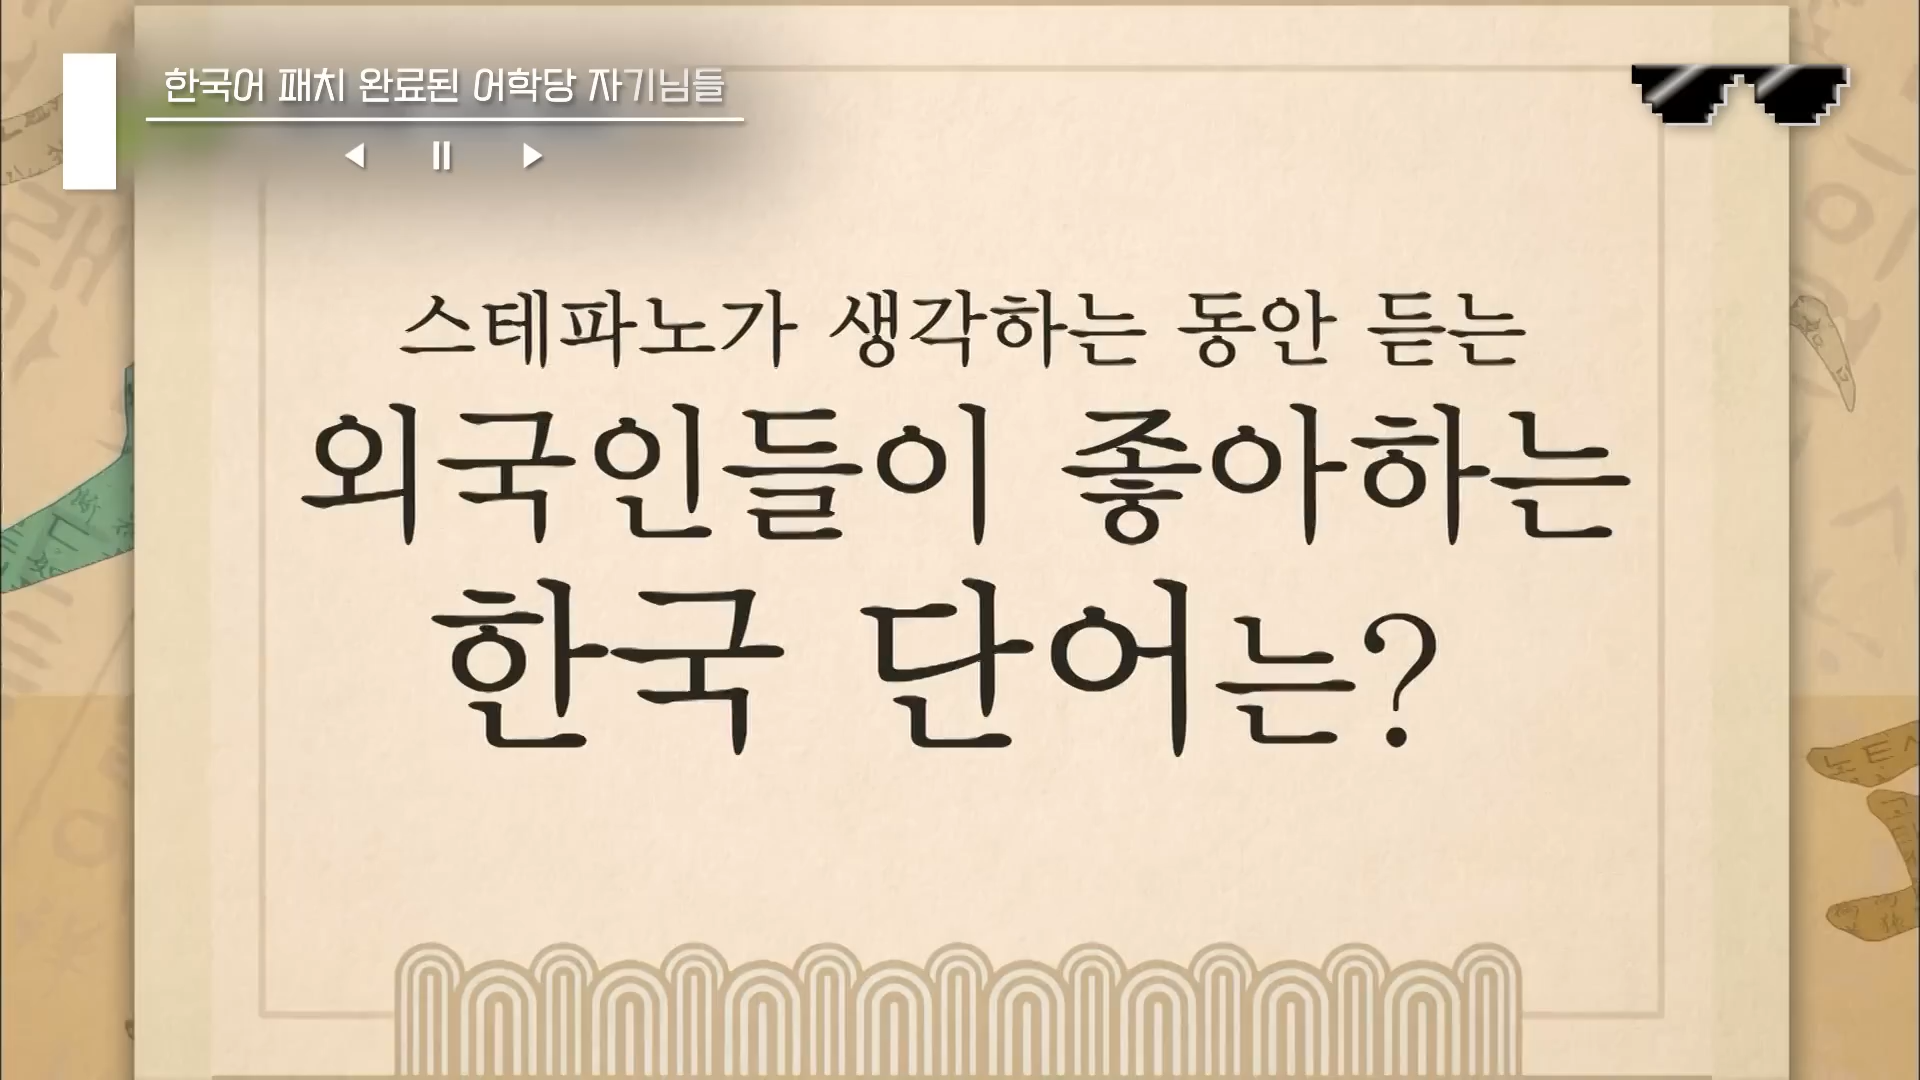 한국어 패치 완료된 어학당 자기님들
스테파노가 생각하는 동안 듣는
외국인들이 좋아하는
한국 단어는?